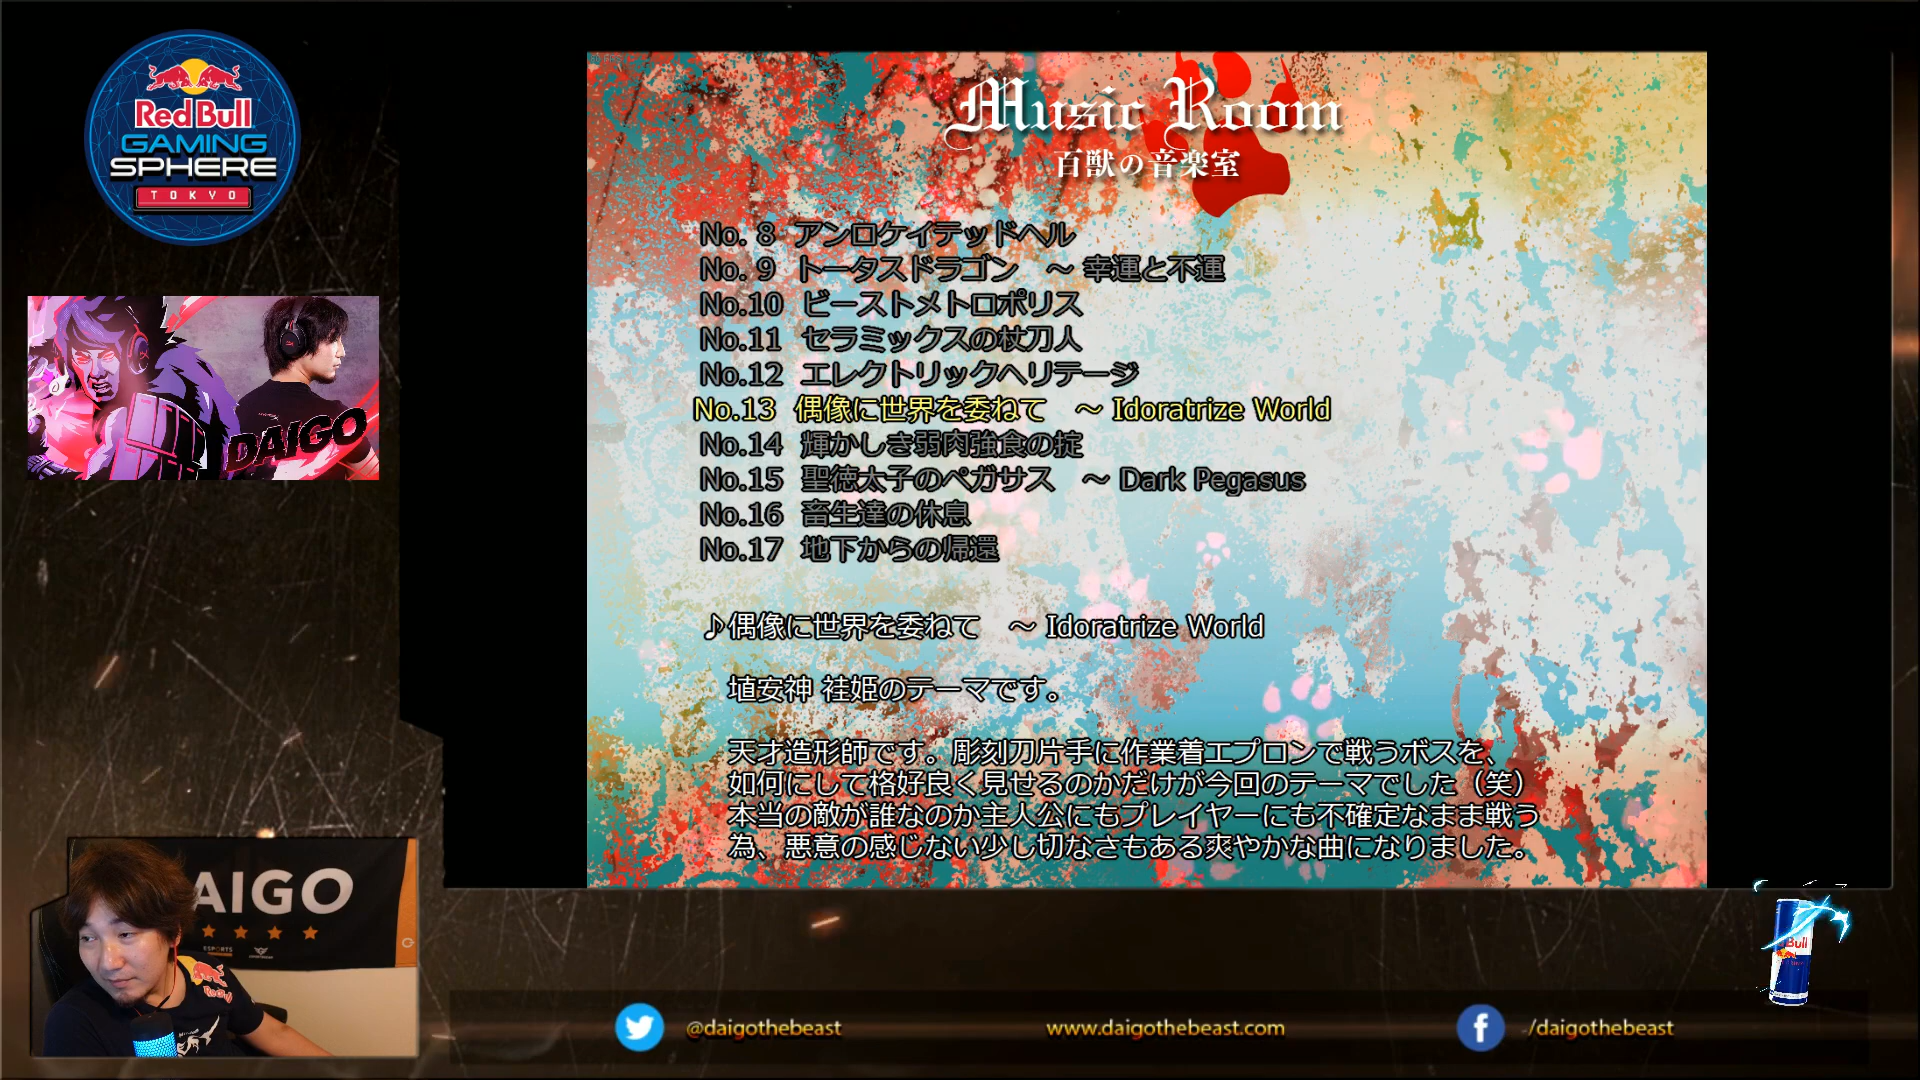 Red Bull
GAMING
SPHERE
TOKYO
DAIGO
Music Room
百獣の音楽室
No. 8 アンロケイテッドヘル
No. 9 トータスドラゴン ～ 幸運と不運
No.10 ビーストメトロポリス
No.11 セラミックスの杖刀人
No.12 エレクトリックヘリテージ
No.13 偶像に世界を委ねて ～ Idoratrize World
No.14 輝かしき弱肉強食の掟
No.15 聖徳太子のペガサス ～ Dark Pegasus
No.16 畜生達の休息
No.17 地下からの帰還
♪偶像に世界を委ねて ～ Idoratrize World
埴安神 袿姫のテーマです。
天才造形師です。彫刻刀片手に作業着エプロンで戦うボスを、
如何にして格好良く見せるのかだけが今回のテーマでした（笑）
本当の敵が誰なのか主人公にもプレイヤーにも不確定なまま戦う
為、悪意の感じない少し切なさもある爽やかな曲になりました。
DAIGO
Red Bull
@daigothebeast
www.daigothebeast.com
/daigothebeast